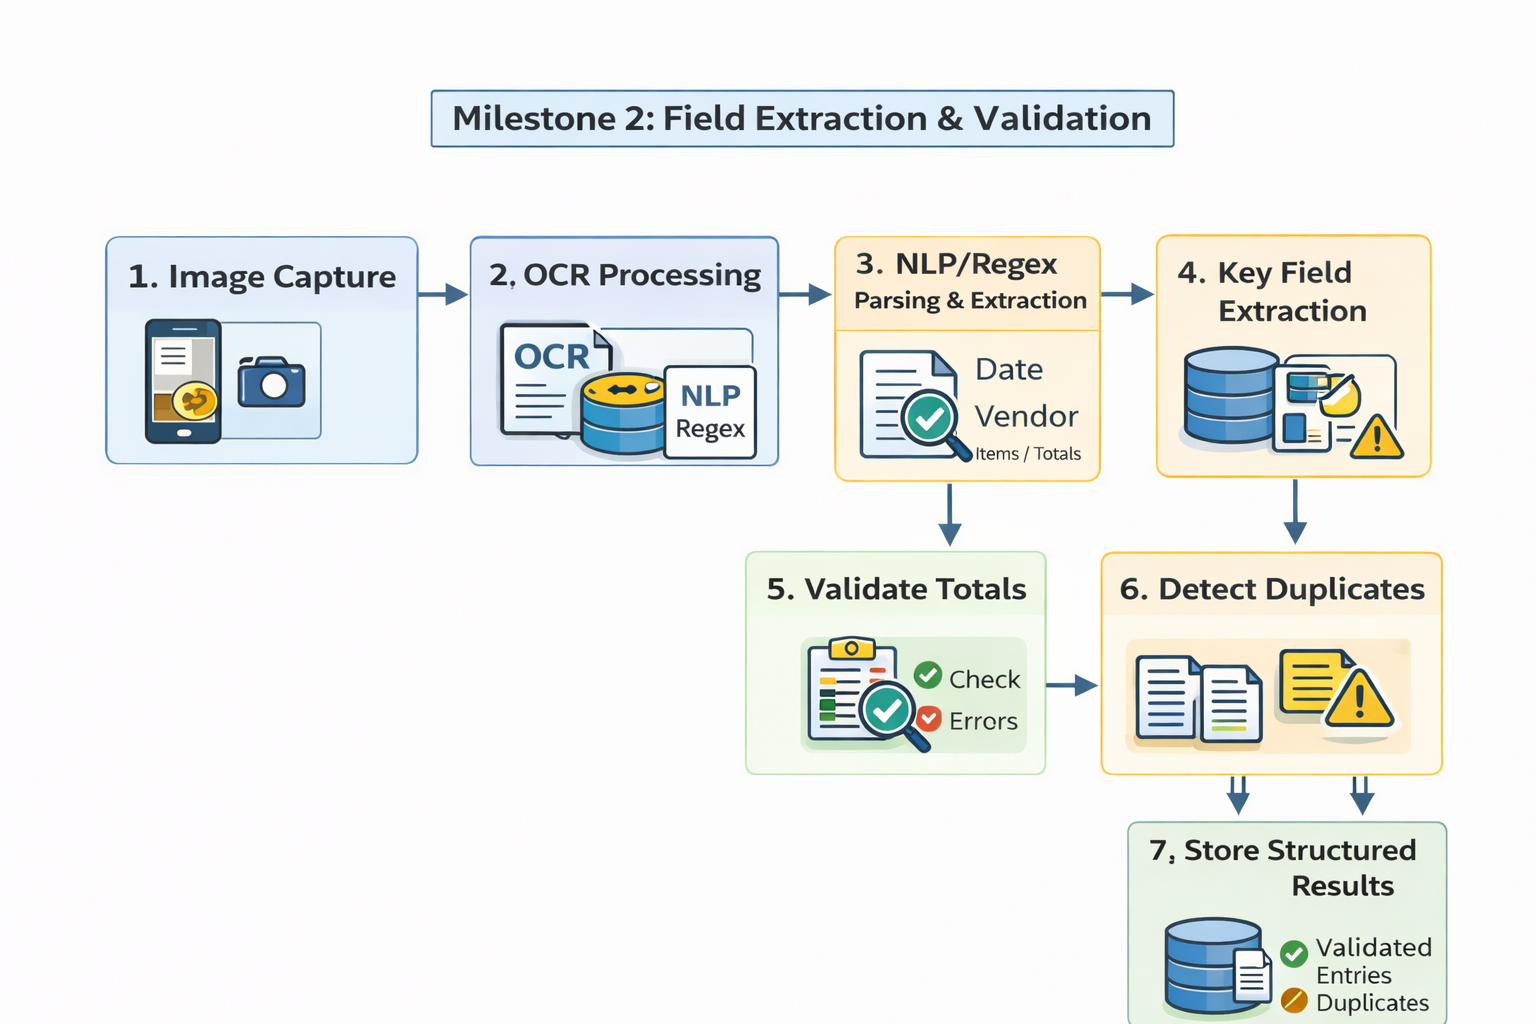 Milestone 2: Field Extraction & Validation
1. Image Capture
2, OCR Processing
OCR
NLP
Regex
3. NLP/Regex
Parsing & Extraction
Date
Vendor
Items / Totals
4. Key Field
Extraction
5. Validate Totals
Check
Errors
6. Detect Duplicates
7, Store Structured
Results
Validated
Entries
Duplicates